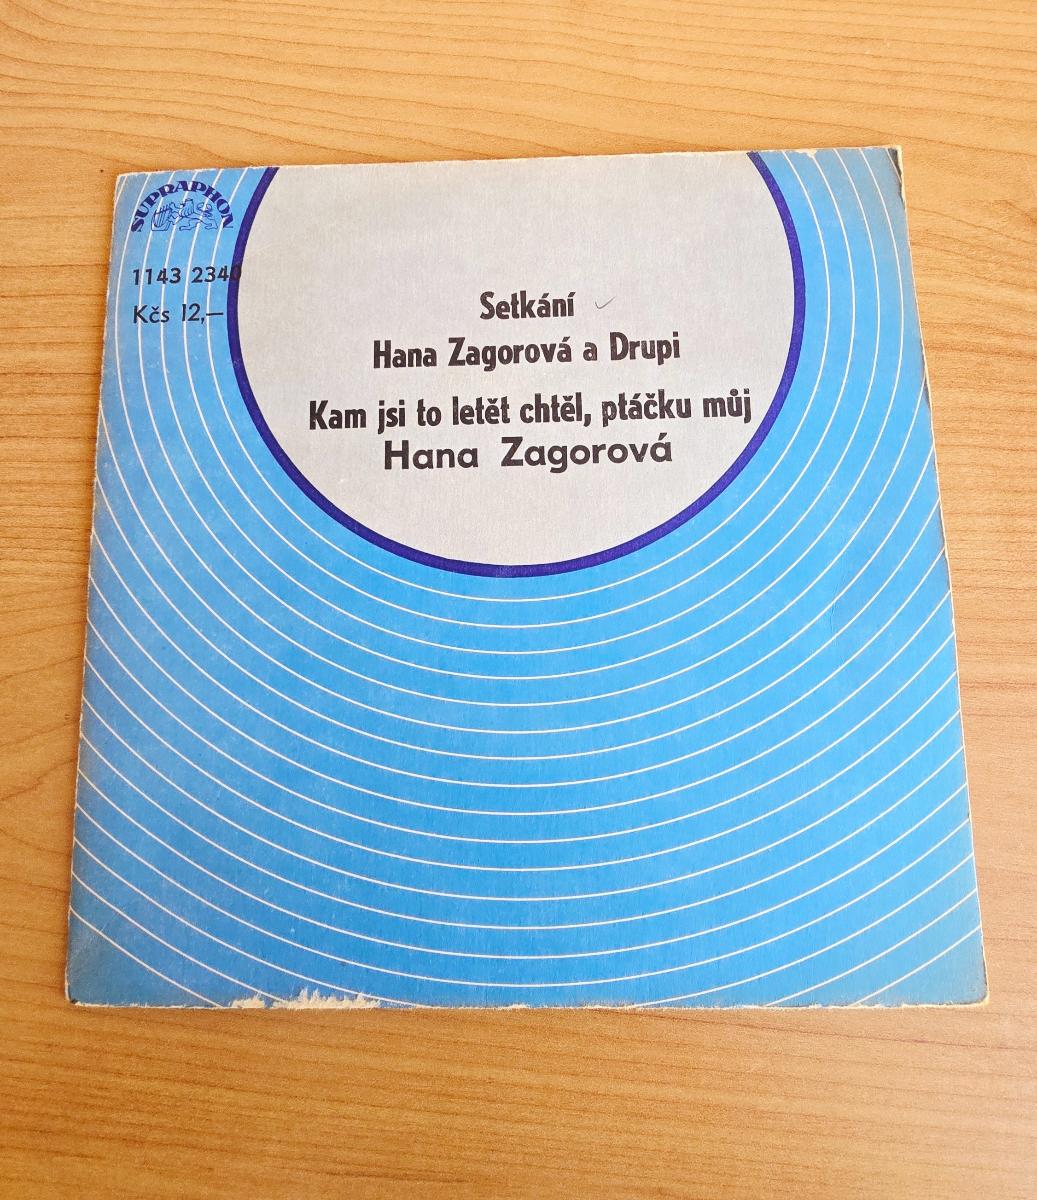 SUPRAPHON
1143 2340
Kčs 12,—
Setkání
Hana Zagorová a Drupi
Kam jsi to letět chtěl, ptáčku můj
Hana Zagorová